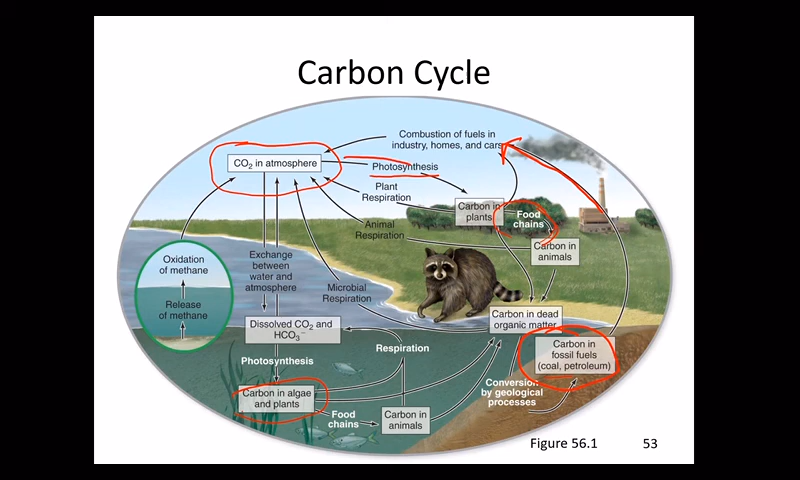 Carbon Cycle
Combustion of fuels in
industry, homes, and cars
CO₂ in atmosphere
Photosynthesis
Plant
Respiration
Carbon in
plants
Food
chains
Animal
Respiration
Carbon in
animals
Oxidation
of methane
Release
of methane
Exchange
between
water and
atmosphere
Microbial
Respiration
Dissolved CO₂ and
HCO₃⁻
Carbon in dead
organic matter
Carbon in
fossil fuels
(coal, petroleum)
Photosynthesis
Respiration
Carbon in algae
and plants
Food
chains
Carbon in
animals
Conversion
by geological
processes
Figure 56.1
53